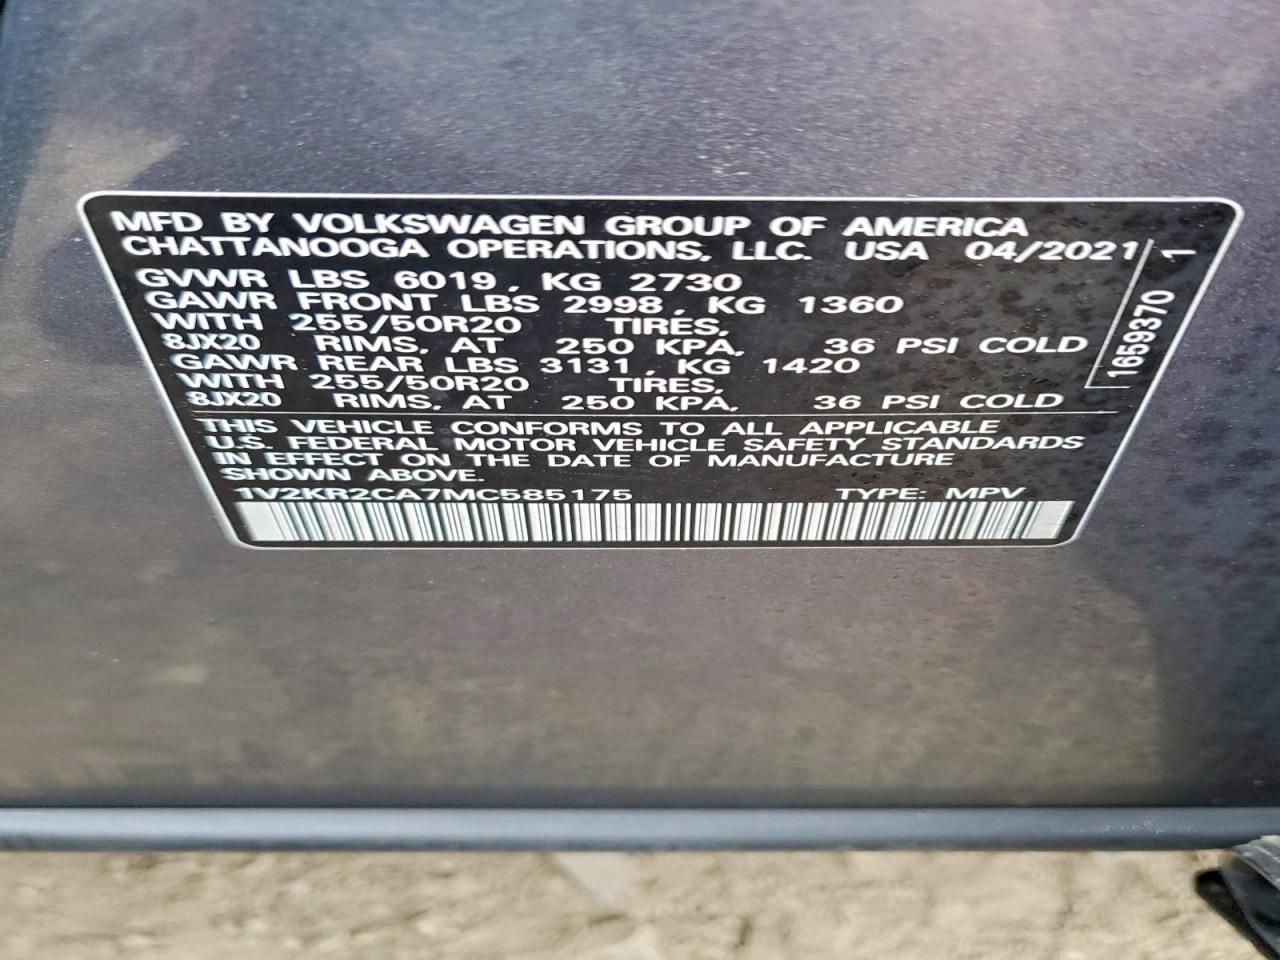 MFD BY VOLKSWAGEN GROUP OF AMERICA
CHATTANOOGA OPERATIONS, LLC. USA 04/2021
GVWR LBS 6019, KG 2730
GAWR FRONT LBS 2998, KG 1360
WITH 255/50R20 TIRES,
8JX20 RIMS, AT 250 KPA, 36 PSI COLD
GAWR REAR LBS 3131, KG 1420
WITH 255/50R20 TIRES,
8JX20 RIMS, AT 250 KPA, 36 PSI COLD
1659370 1
THIS VEHICLE CONFORMS TO ALL APPLICABLE
U.S. FEDERAL MOTOR VEHICLE SAFETY STANDARDS
IN EFFECT ON THE DATE OF MANUFACTURE
SHOWN ABOVE.
1V2KR2CA7MC585175 TYPE: MPV